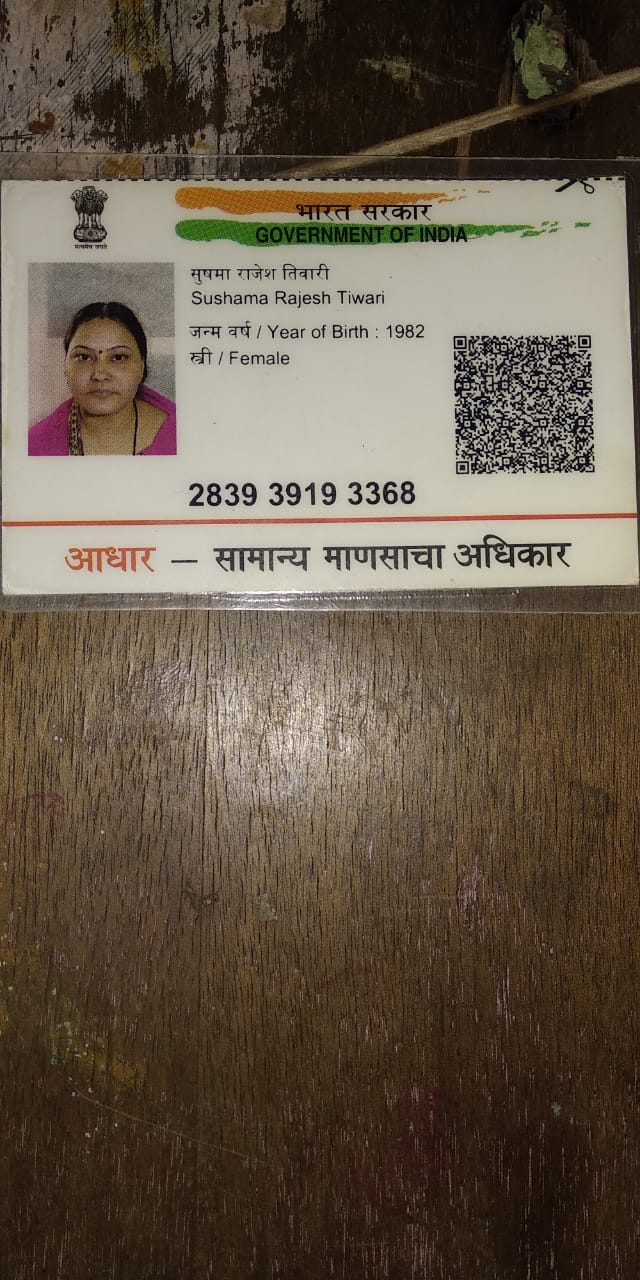 भारत सरकार
GOVERNMENT OF INDIA
सत्यमेव जयते
सुषमा राजेश तिवारी
Sushama Rajesh Tiwari
जन्म वर्ष / Year of Birth : 1982
स्त्री / Female
2839 3919 3368
आधार — सामान्य माणसाचा अधिकार